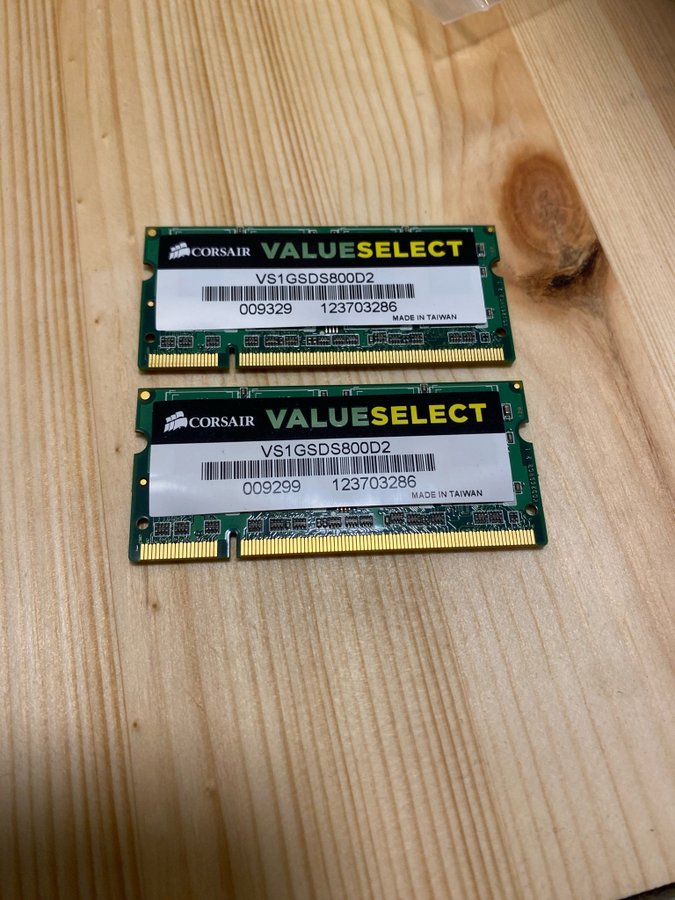 CORSAIR VALUESELECT
VS1GSDS800D2
009329 123703286
MADE IN TAIWAN
CORSAIR VALUESELECT
VS1GSDS800D2
009299 123703286
MADE IN TAIWAN